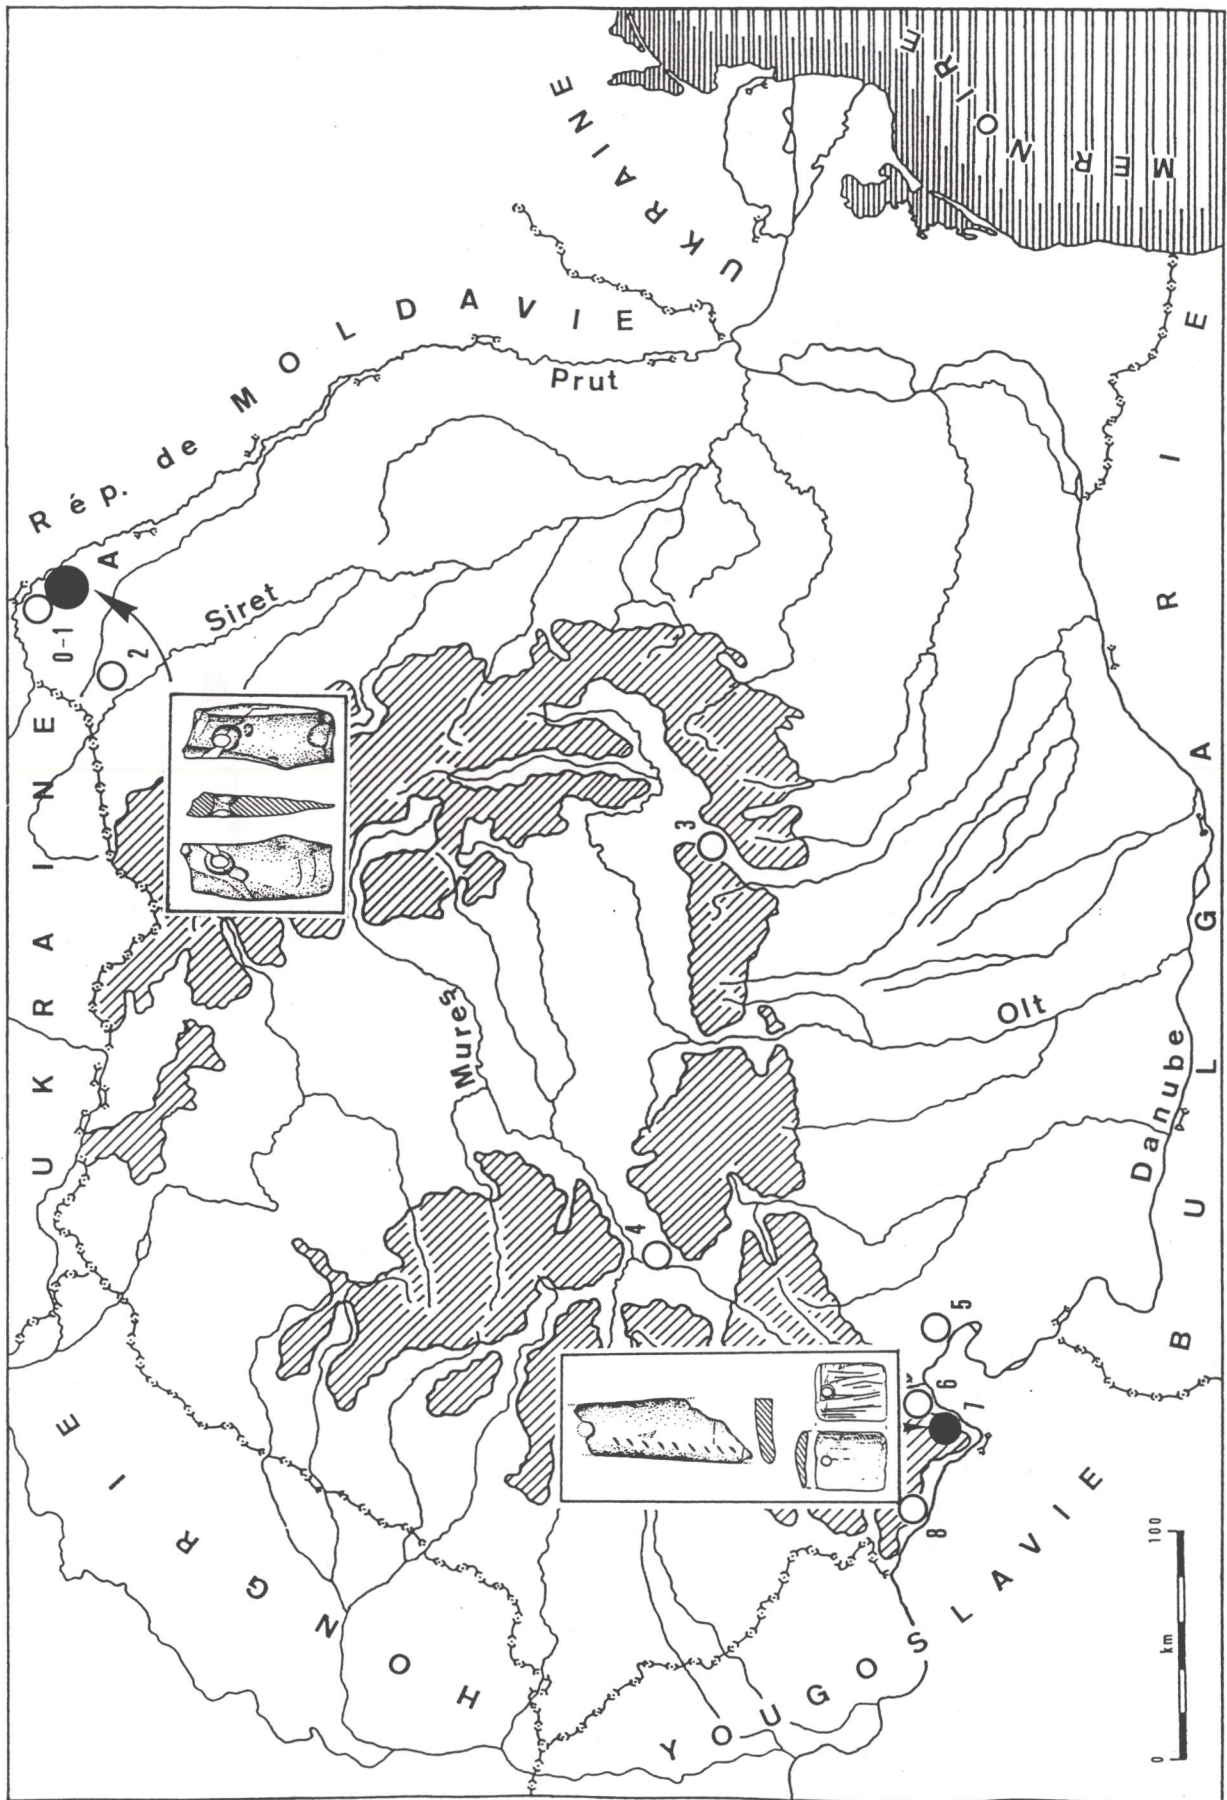 UKRAINE
Rép. de MOLDAVIE
UKRAINE
MER NOIRE
HONGRIE
YOUGOSLAVIE
BULGARIE
Prut
Siret
Mureş
Olt
Danube
A
0-1
2
3
4
5
6
7
8
0 km 100